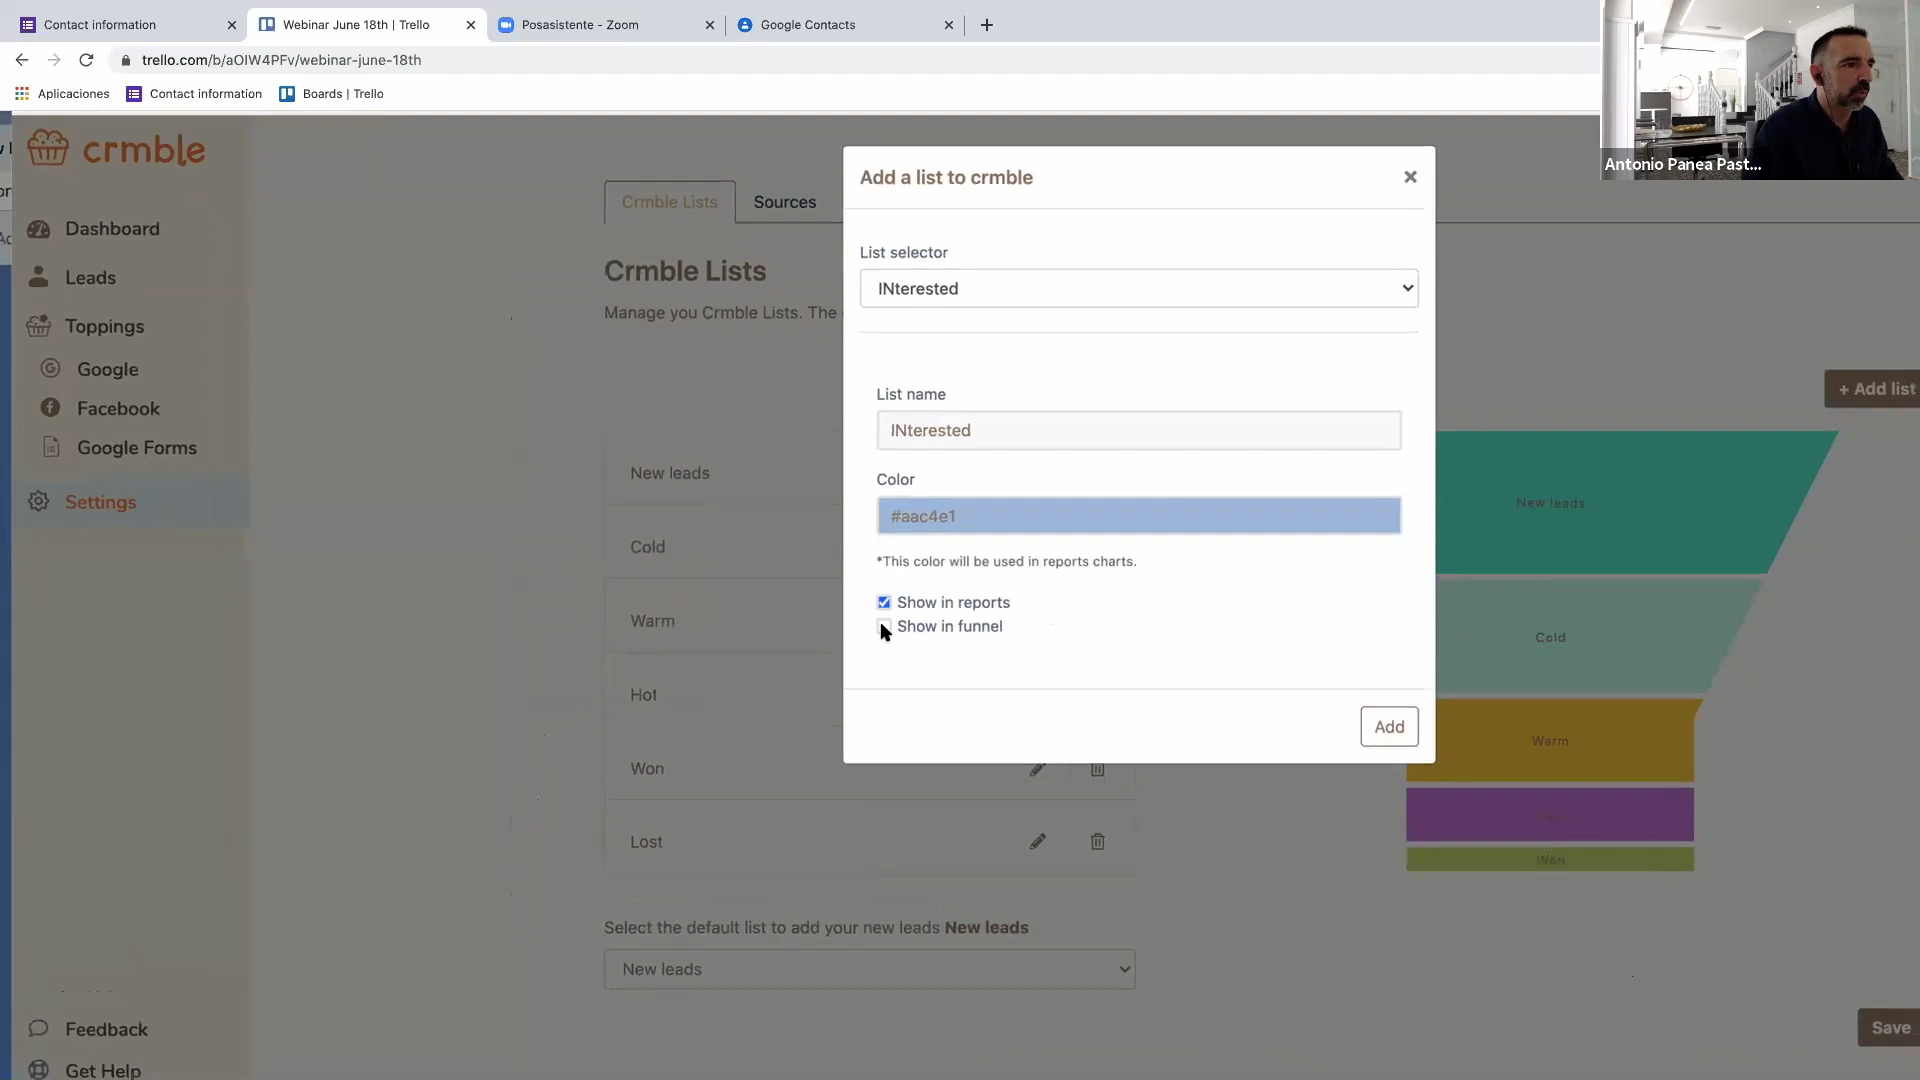 Contact information
Webinar June 18th | Trello
Posasistente - Zoom
Google Contacts
trello.com/b/aOIW4PFv/webinar-june-18th
Aplicaciones
Contact information
Boards | Trello
Antonio Panea Past...
crmble
Dashboard
Leads
Toppings
Google
Facebook
Google Forms
Settings
Feedback
Get Help
Crmble Lists
Sources
Crmble Lists
Manage you Crmble Lists. The
+ Add list
New leads
Cold
Warm
Hot
Won
Lost
Select the default list to add your new leads New leads
New leads
Add a list to crmble
List selector
INterested
List name
INterested
Color
#aac4e1
*This color will be used in reports charts.
Show in reports
Show in funnel
Add
New leads
Cold
Warm
Won
Save